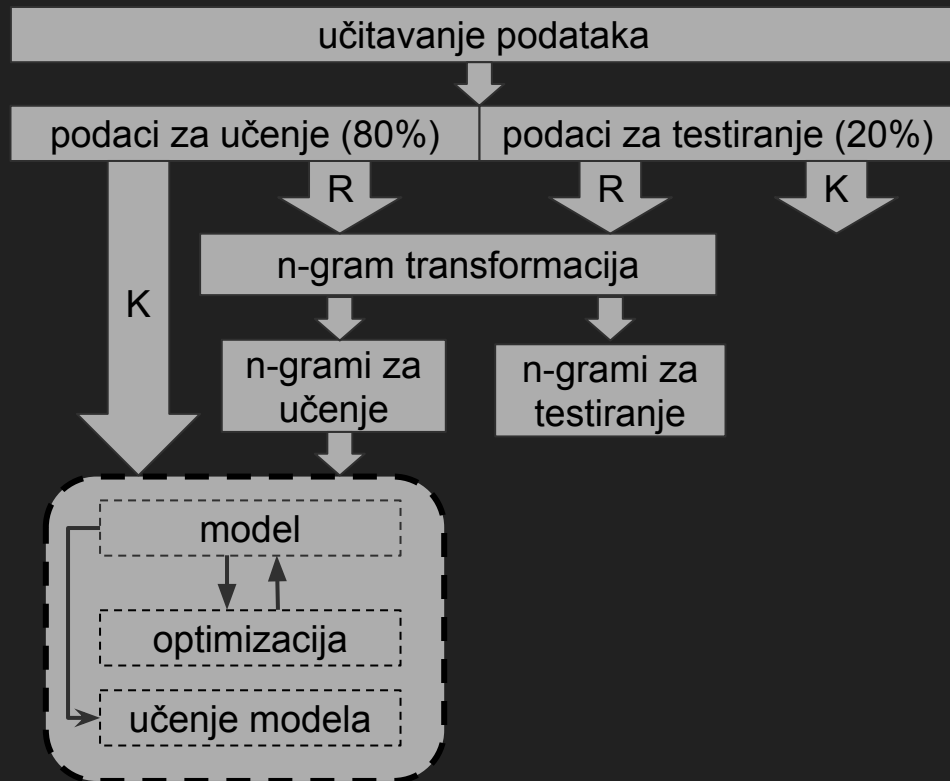 učitavanje podataka
podaci za učenje (80%)
podaci za testiranje (20%)
R
R
K
n-gram transformacija
K
n-grami za
učenje
n-grami za
testiranje
model
optimizacija
učenje modela